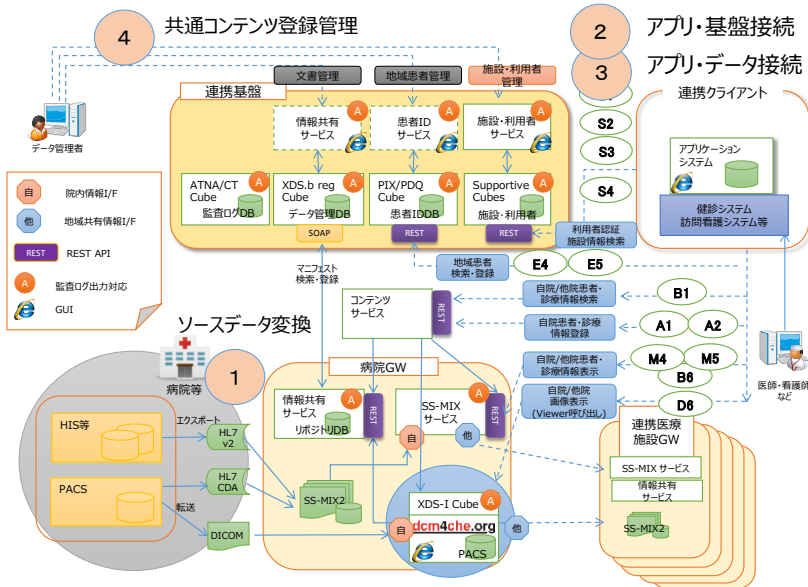 4
共通コンテンツ登録管理
2
アプリ・基盤接続
3
アプリ・データ接続
データ管理者
文書管理
地域患者管理
施設・利用者
管理
連携基盤
情報共有
サービス
A
患者ID
サービス
A
施設・利用者
サービス
A
ATNA/CT
Cube
監査ログDB
A
XDS.b reg
Cube
データ管理DB
A
PIX/PDQ
Cube
患者IDDB
A
Supportive
Cubes
施設・利用者
A
SOAP
REST
REST
S2
S3
S4
連携クライアント
アプリケーション
システム
健診システム
訪問看護システム等
利用者認証
施設情報検索
自
院内情報I/F
他
地域共有情報I/F
REST
REST API
A
監査ログ出力対応
GUI
マニフェスト
検索・登録
地域患者
検索・登録
E4
E5
コンテンツ
サービス
REST
自院/他院患者・
診療情報検索
B1
自院患者・診療
情報登録
A1
A2
自院/他院患者・
診療情報表示
M4
M5
B6
自院/他院
画像表示
(Viewer呼び出し)
D6
医師・看護師
など
ソースデータ変換
病院等
1
HIS等
PACS
エクスポート
転送
HL7
v2
HL7
CDA
DICOM
SS-MIX2
病院GW
情報共有
サービス
リポジトリDB
A
REST
SS-MIX
サービス
A
REST
自
他
XDS-I Cube
A
dcm4che.org
PACS
自
他
連携医療
施設GW
SS-MIX サービス
情報共有
サービス
SS-MIX2